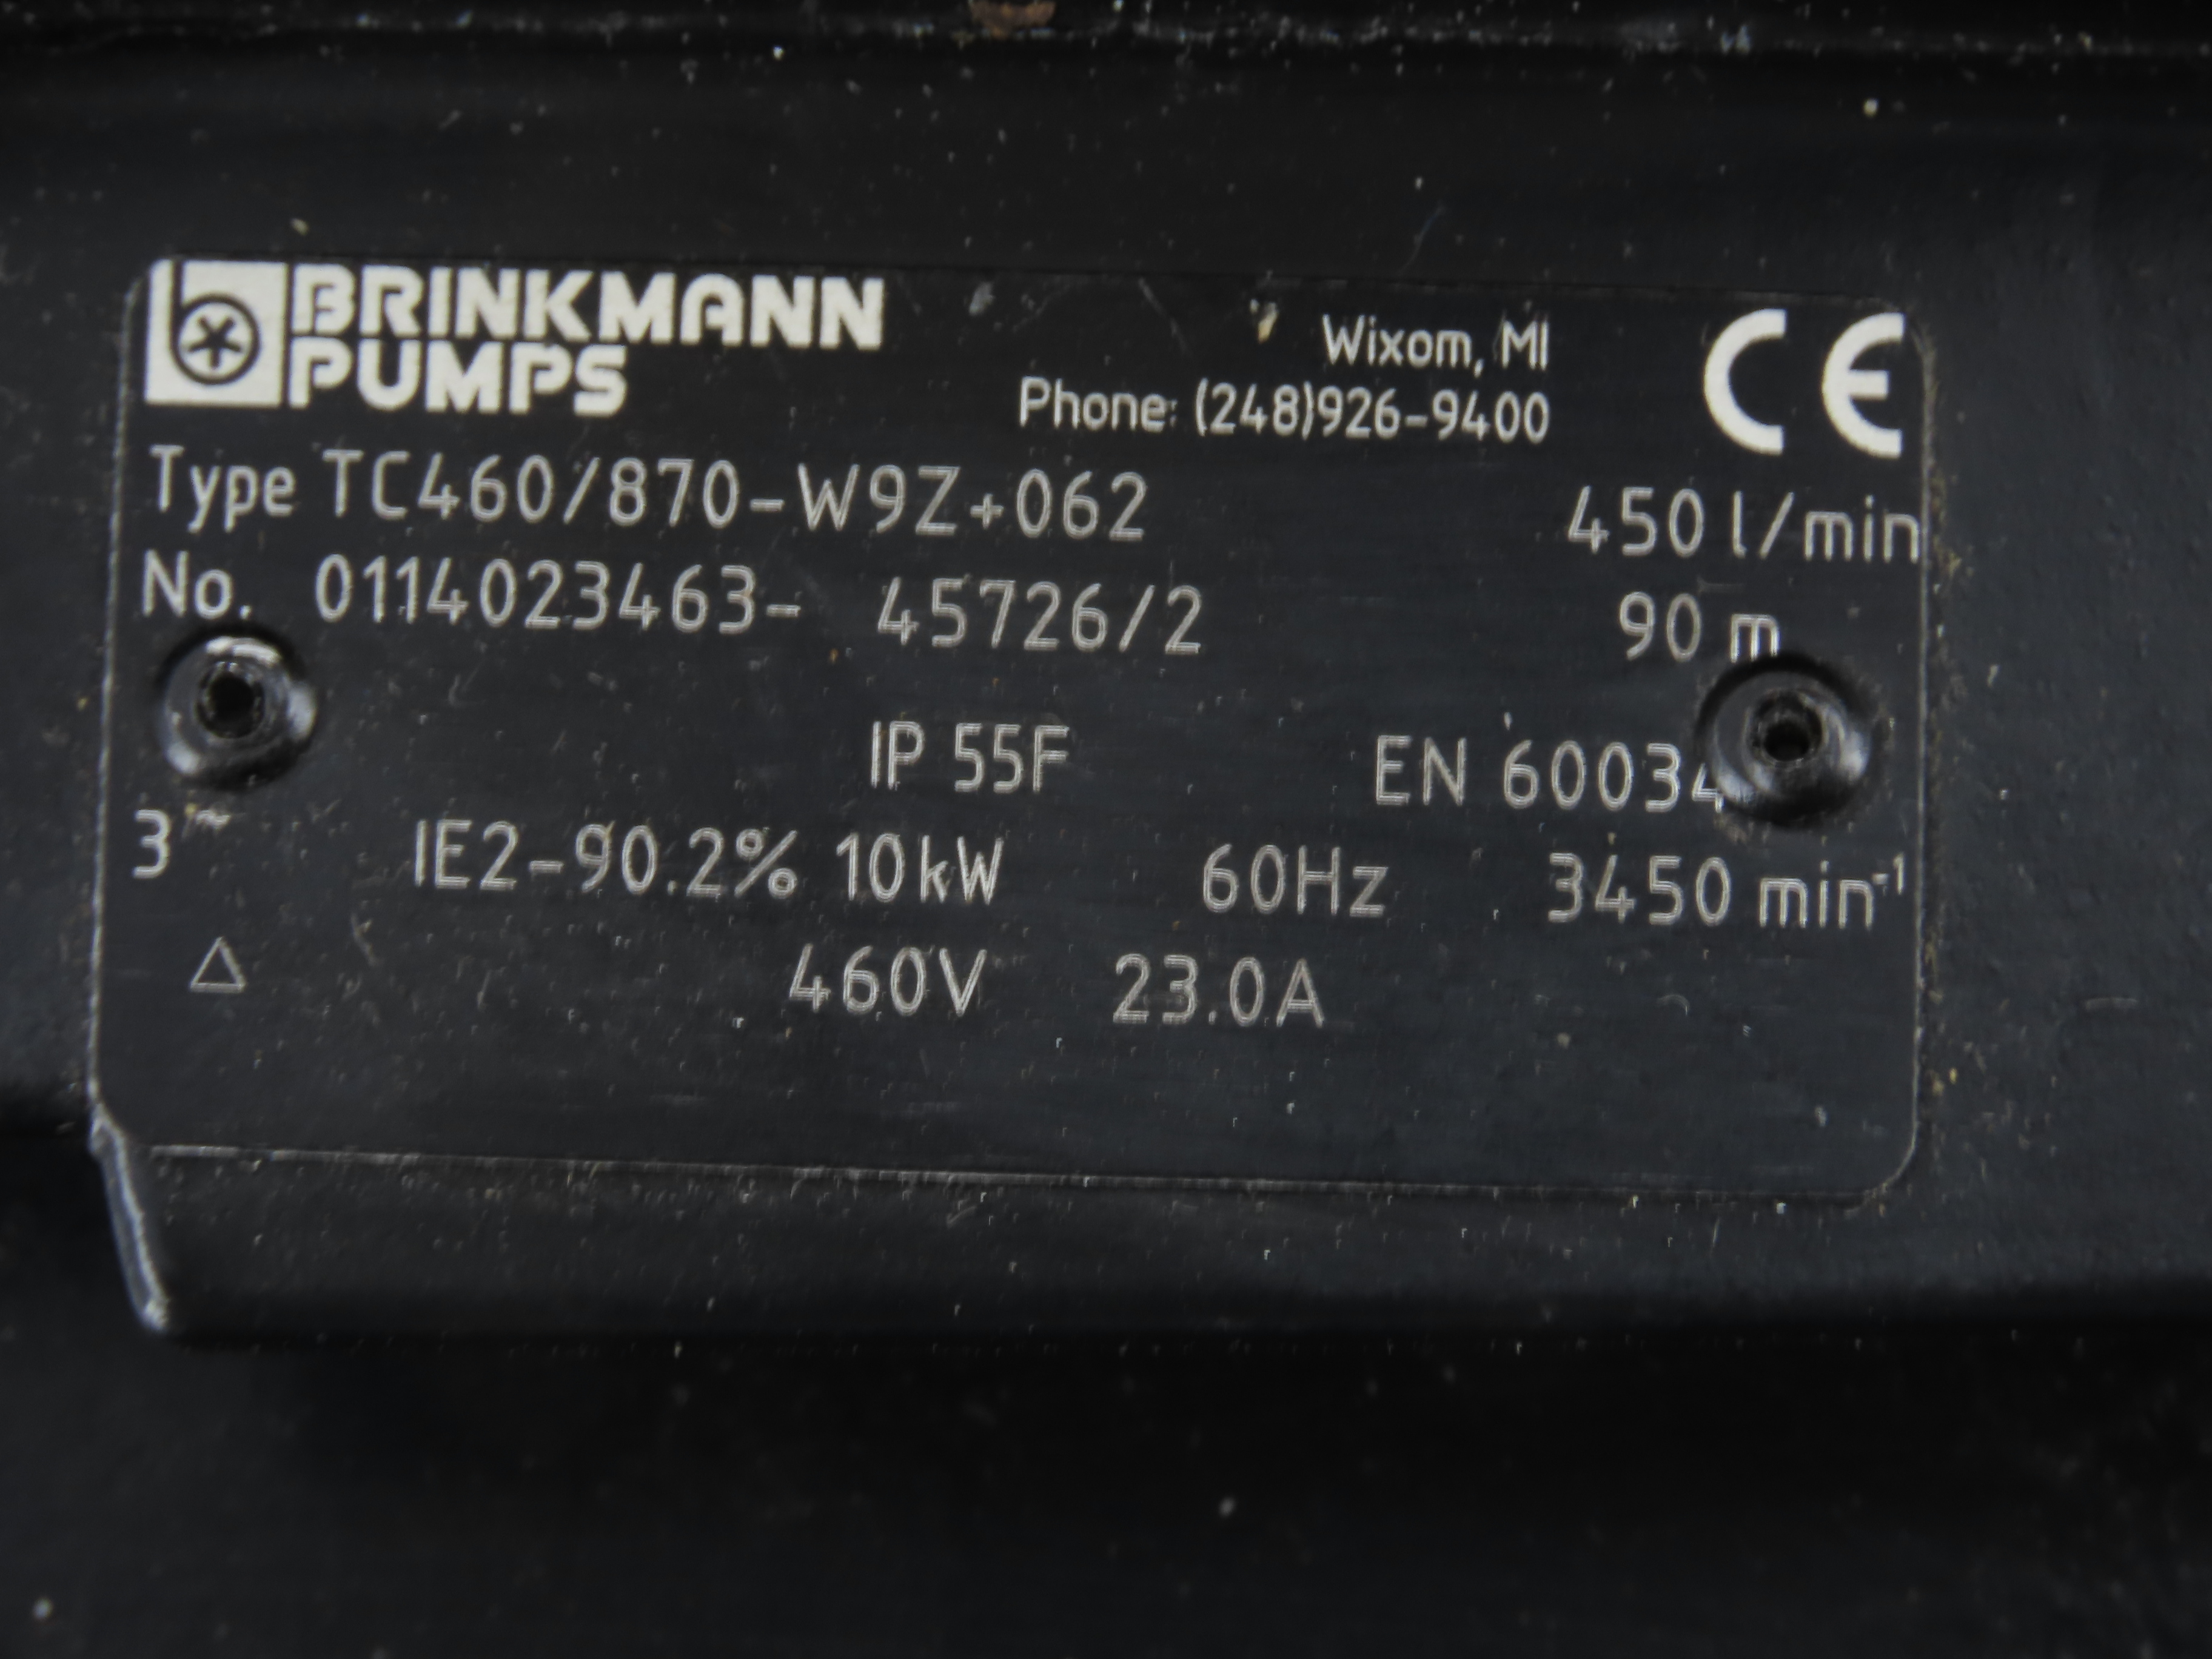 BRINKMANN
PUMPS
Wixom, MI
Phone: (248)926-9400
CE
Type TC460/870-W9Z+062 450 l/min
No. 0114023463- 45726/2 90 m
IP 55F EN 60034
3~ IE2-90.2% 10kW 60Hz 3450 min⁻¹
△ 460V 23.0A